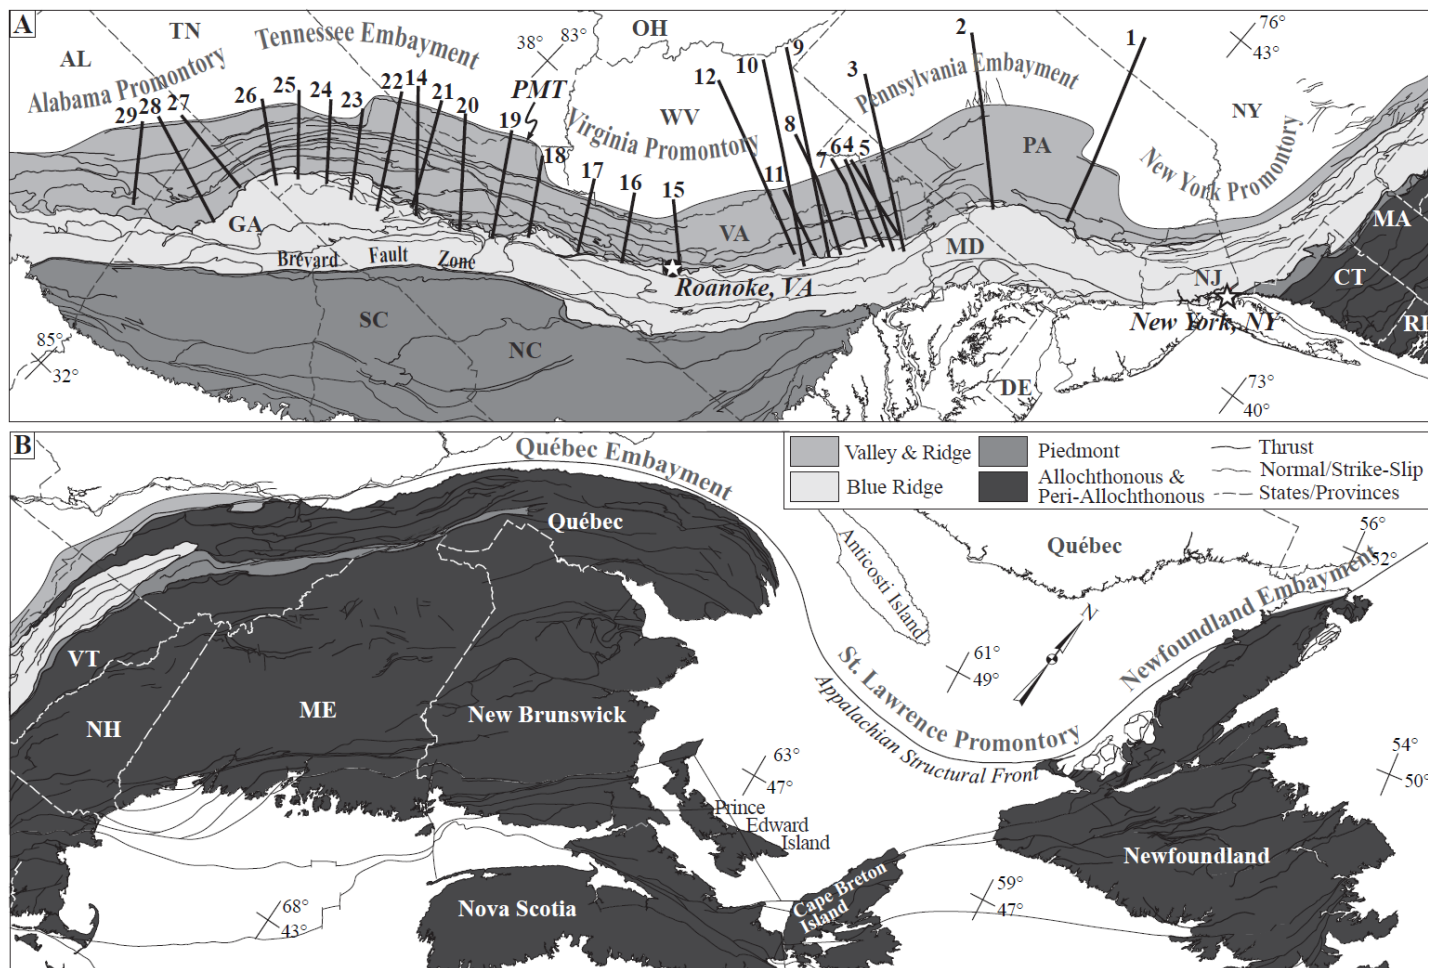 A
AL
TN
Tennessee Embayment
Alabama Promontory
38°
83°
OH
PMT
WV
Virginia Promontory
Pennsylvania Embayment
76°
43°
NY
New York Promontory
PA
29
28
27
26
25
24
23
22
14
21
20
19
18
17
16
15
12
11
10
9
8
7
6
4
5
3
2
1
GA
VA
MD
MA
CT
RI
NJ
Brevard Fault Zone
Roanoke, VA
New York, NY
SC
NC
DE
85°
32°
73°
40°
B
Québec Embayment
Valley & Ridge
Blue Ridge
Piedmont
Allochthonous &
Peri-Allochthonous
Thrust
Normal/Strike-Slip
States/Provinces
Québec
Anticosti Island
Québec
56°
52°
Newfoundland Embayment
N
61°
49°
St. Lawrence Promontory
Appalachian Structural Front
VT
NH
ME
New Brunswick
63°
47°
54°
50°
Prince
Edward
Island
Newfoundland
Cape Breton
Island
59°
47°
Nova Scotia
68°
43°